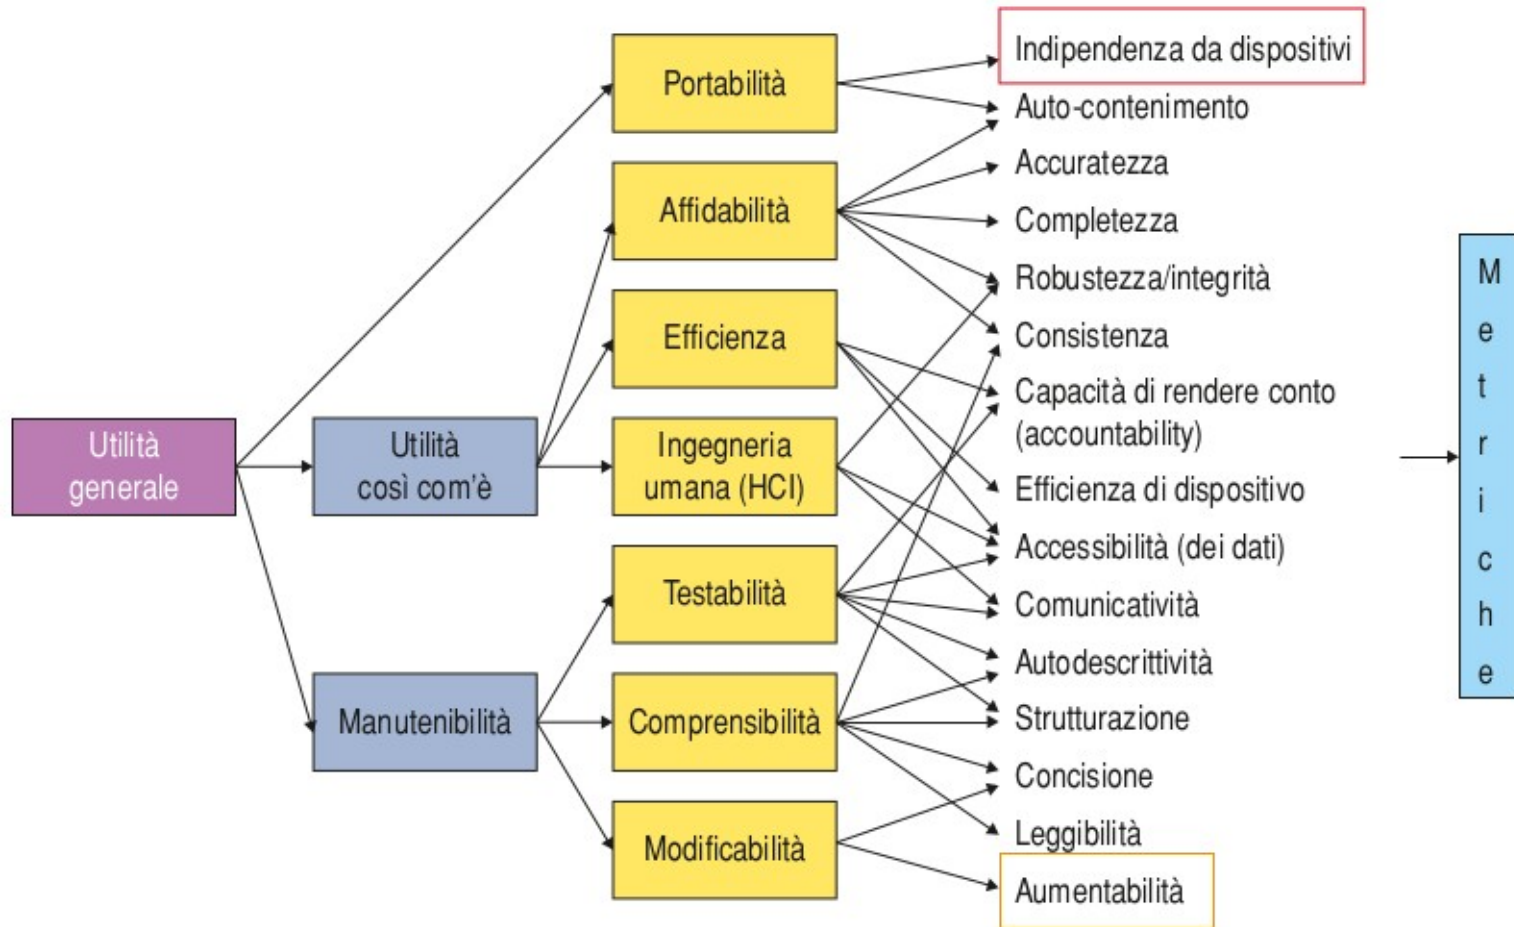 Utilità
generale
Utilità
così com'è
Manutenibilità
Portabilità
Affidabilità
Efficienza
Ingegneria
umana (HCI)
Testabilità
Comprensibilità
Modificabilità
Indipendenza da dispositivi
Auto-contenimento
Accuratezza
Completezza
Robustezza/integrità
Consistenza
Capacità di rendere conto
(accountability)
Efficienza di dispositivo
Accessibilità (dei dati)
Comunicatività
Autodescrittività
Strutturazione
Concisione
Leggibilità
Aumentabilità
M
e
t
r
i
c
h
e